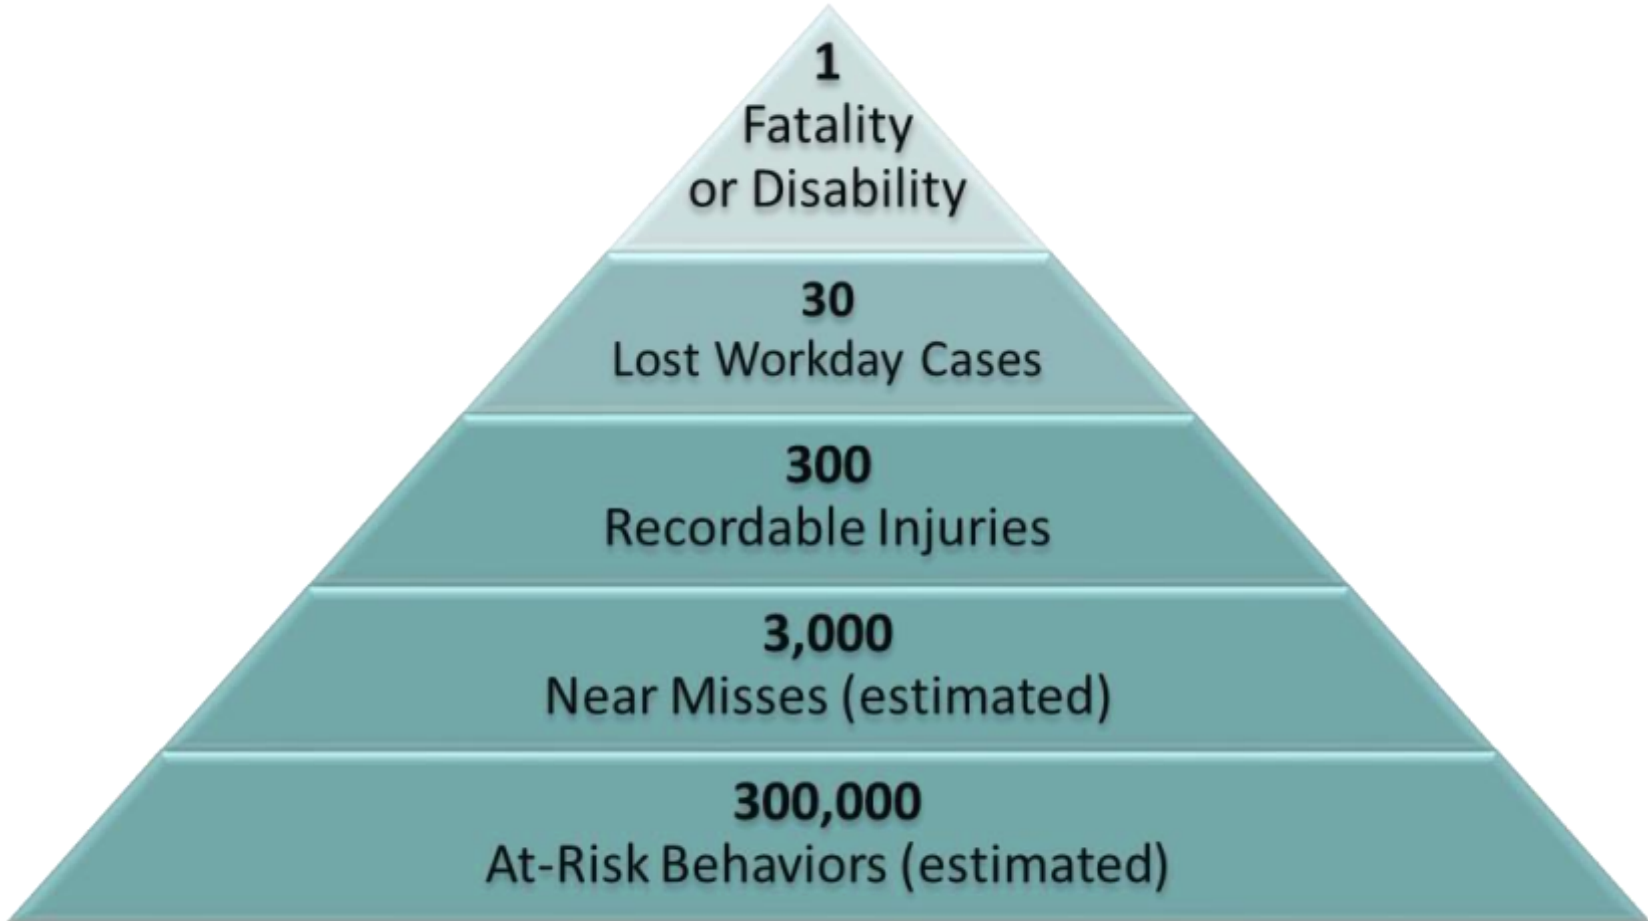 1
Fatality
or Disability
30
Lost Workday Cases
300
Recordable Injuries
3,000
Near Misses (estimated)
300,000
At-Risk Behaviors (estimated)